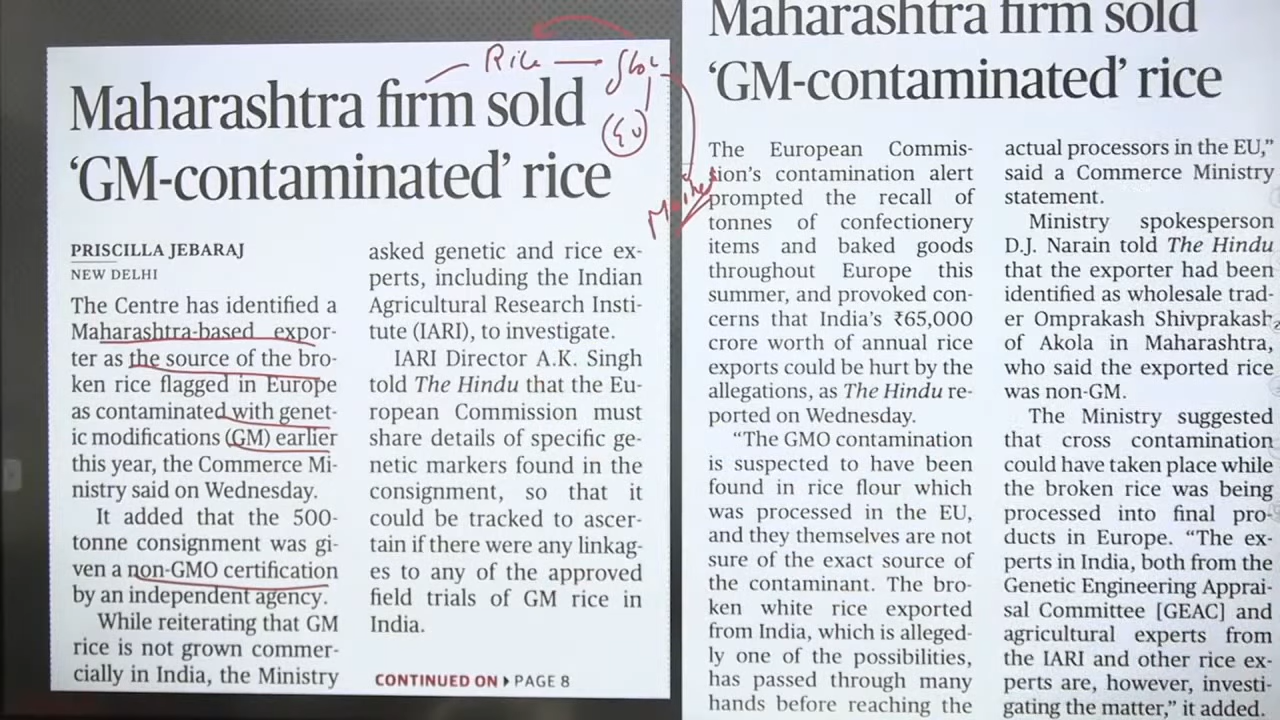 Rice
EU
Maharashtra firm sold
‘GM-contaminated’ rice
PRISCILLA JEBARAJ
NEW DELHI
The Centre has identified a
Maharashtra-based expor-
ter as the source of the bro-
ken rice flagged in Europe
as contaminated with genet-
ic modifications (GM) earlier
this year, the Commerce Mi-
nistry said on Wednesday.
It added that the 500-
tonne consignment was gi-
ven a non-GMO certification
by an independent agency.
While reiterating that GM
rice is not grown commer-
cially in India, the Ministry
asked genetic and rice ex-
perts, including the Indian
Agricultural Research Insti-
tute (IARI), to investigate.
IARI Director A.K. Singh
told The Hindu that the Eu-
ropean Commission must
share details of specific ge-
netic markers found in the
consignment, so that it
could be tracked to ascer-
tain if there were any linkag-
es to any of the approved
field trials of GM rice in
India.
CONTINUED ON PAGE 8
Maharashtra firm sold
‘GM-contaminated’ rice
The European Commis-
sion’s contamination alert
prompted the recall of
tonnes of confectionery
items and baked goods
throughout Europe this
summer, and provoked con-
cerns that India’s ₹65,000
crore worth of annual rice
exports could be hurt by the
allegations, as The Hindu re-
ported on Wednesday.
“The GMO contamination
is suspected to have been
found in rice flour which
was processed in the EU,
and they themselves are not
sure of the exact source of
the contaminant. The bro-
ken white rice exported
from India, which is alleged-
ly one of the possibilities,
has passed through many
hands before reaching the
actual processors in the EU,”
said a Commerce Ministry
statement.
Ministry spokesperson
D.J. Narain told The Hindu
that the exporter had been
identified as wholesale trad-
er Omprakash Shivprakash
of Akola in Maharashtra,
who said the exported rice
was non-GM.
The Ministry suggested
that cross contamination
could have taken place while
the broken rice was being
processed into final pro-
ducts in Europe. “The ex-
perts in India, both from the
Genetic Engineering Apprai-
sal Committee [GEAC] and
agricultural experts from
the IARI and other rice ex-
perts are, however, investi-
gating the matter,” it added.